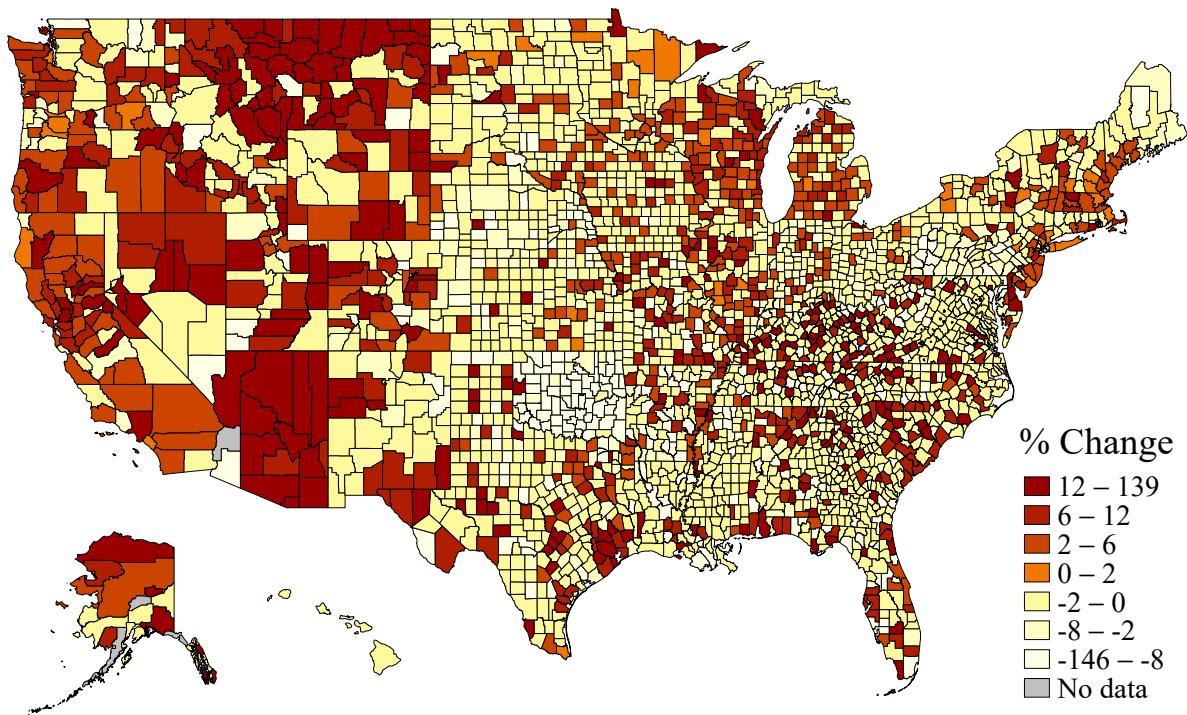 % Change
12 – 139
6 – 12
2 – 6
0 – 2
-2 – 0
-8 – -2
-146 – -8
No data